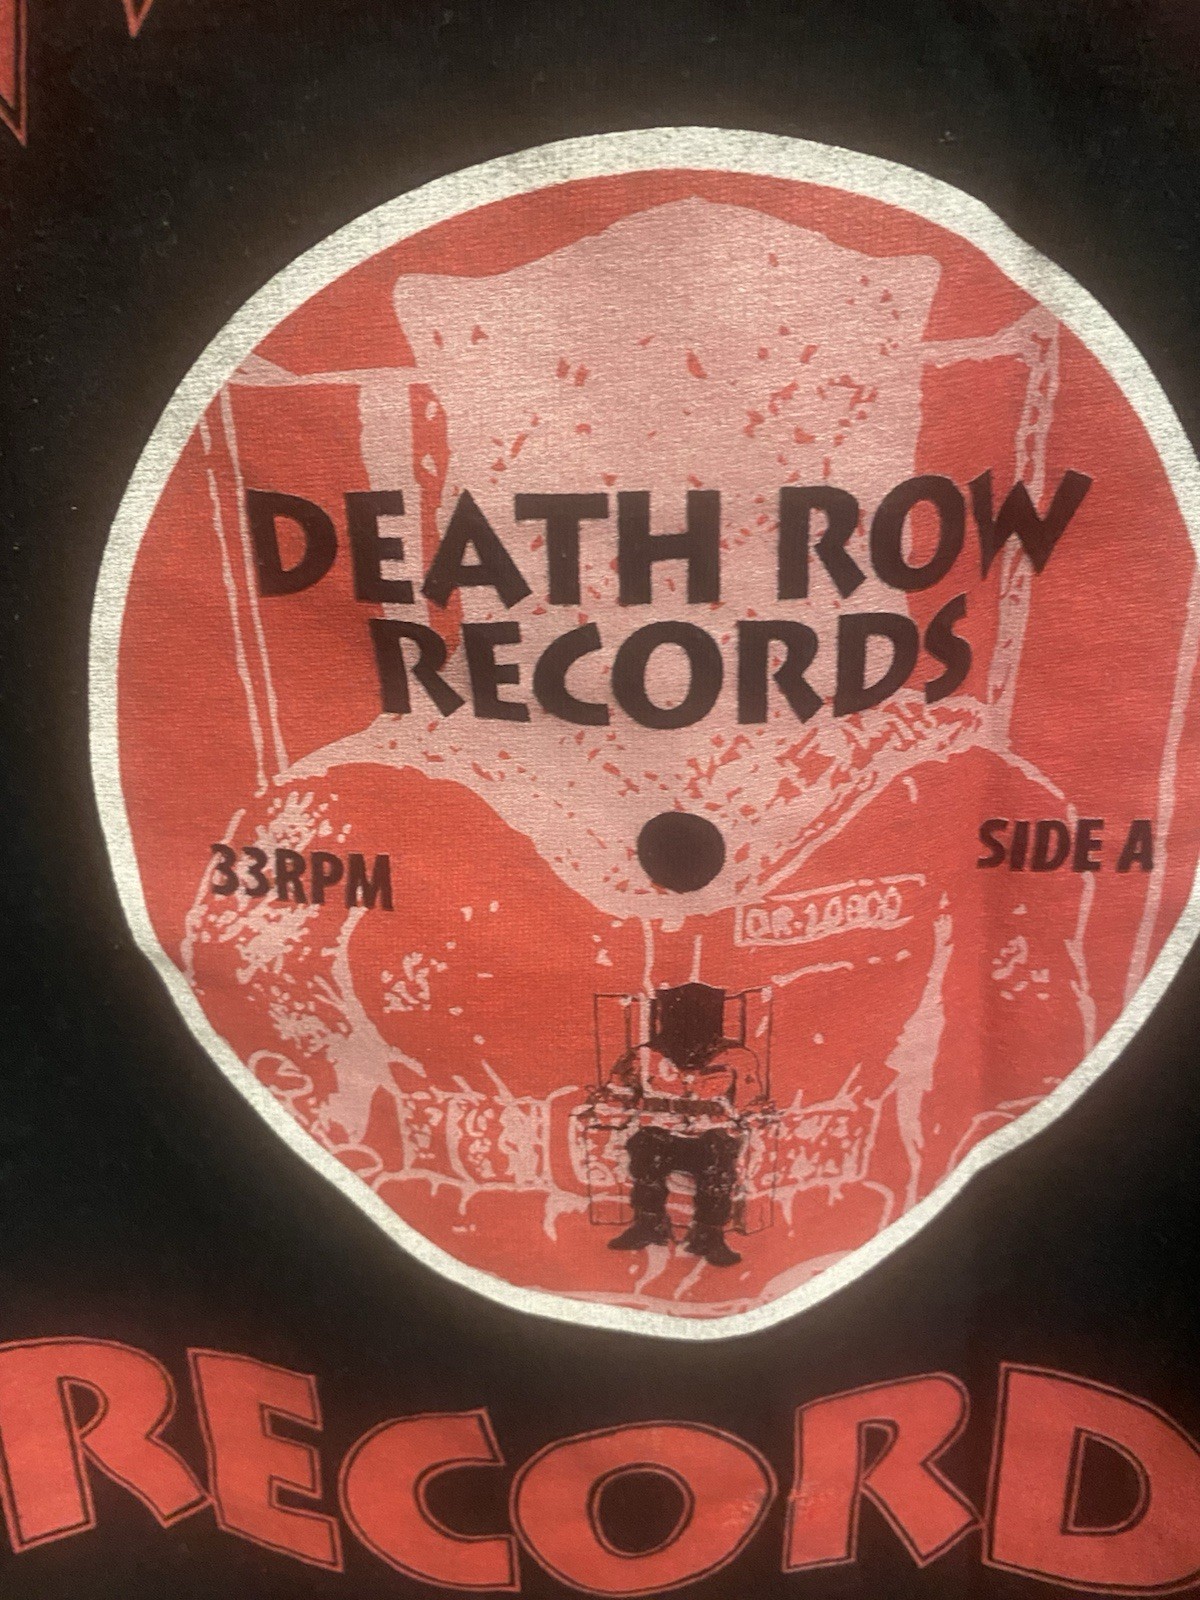 DEATH ROW
RECORDS
33RPM
SIDE A
RECORD